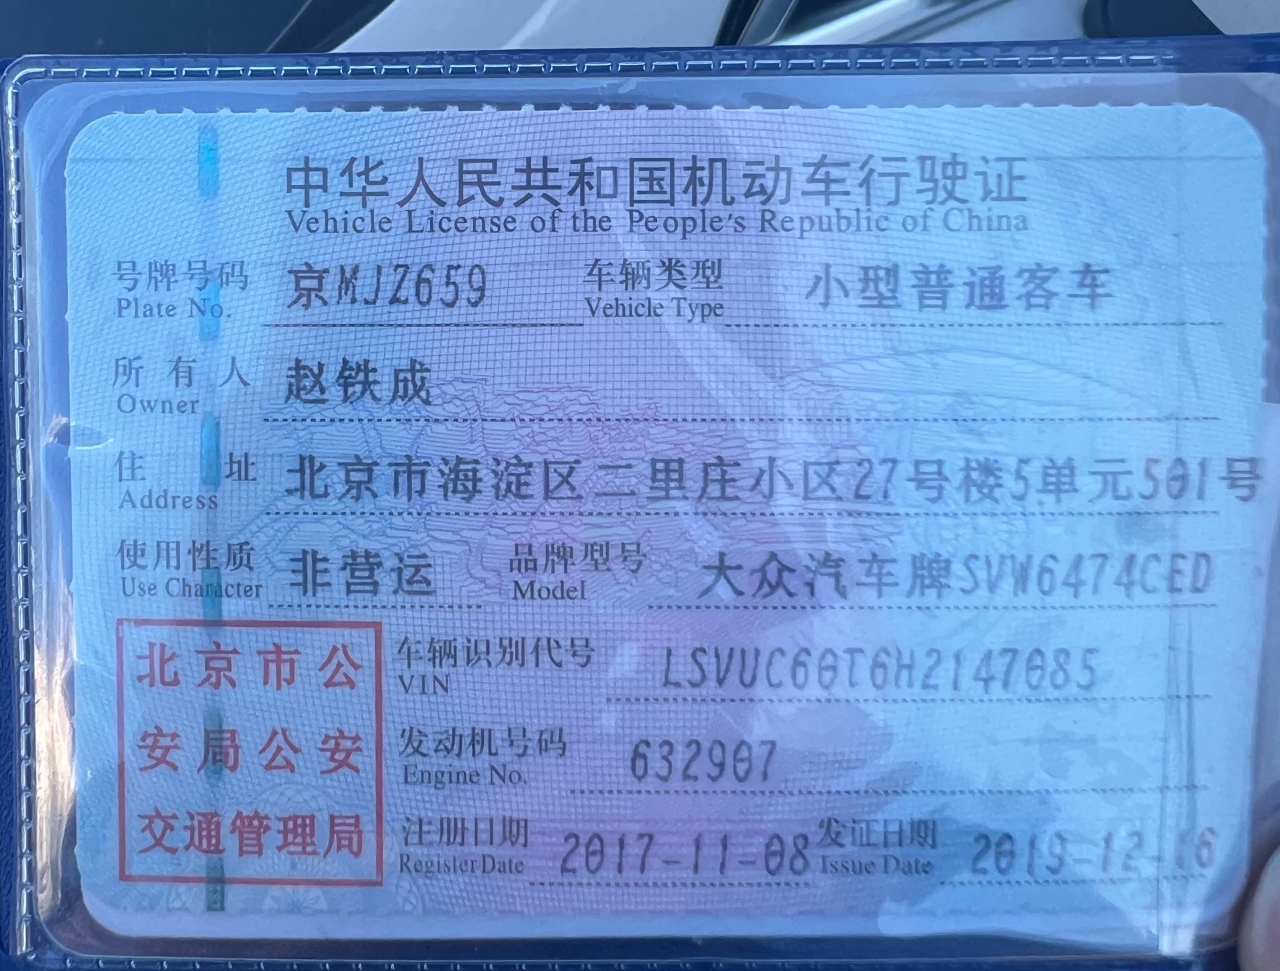 中华人民共和国机动车行驶证
Vehicle License of the People's Republic of China
号牌号码 京MJZ659 车辆类型 小型普通客车
Plate No. Vehicle Type
所有人 赵铁成
Owner
住址 北京市海淀区二里庄小区27号楼5单元501号
Address
使用性质 非营运 品牌型号 大众汽车牌SVW6474CED
Use Character Model
北京市公
安局公安
交通管理局
车辆识别代号 LSVUC60T6H2147085
VIN
发动机号码 632907
Engine No.
注册日期 2017-11-08 发证日期 2019-12-16
Register Date Issue Date